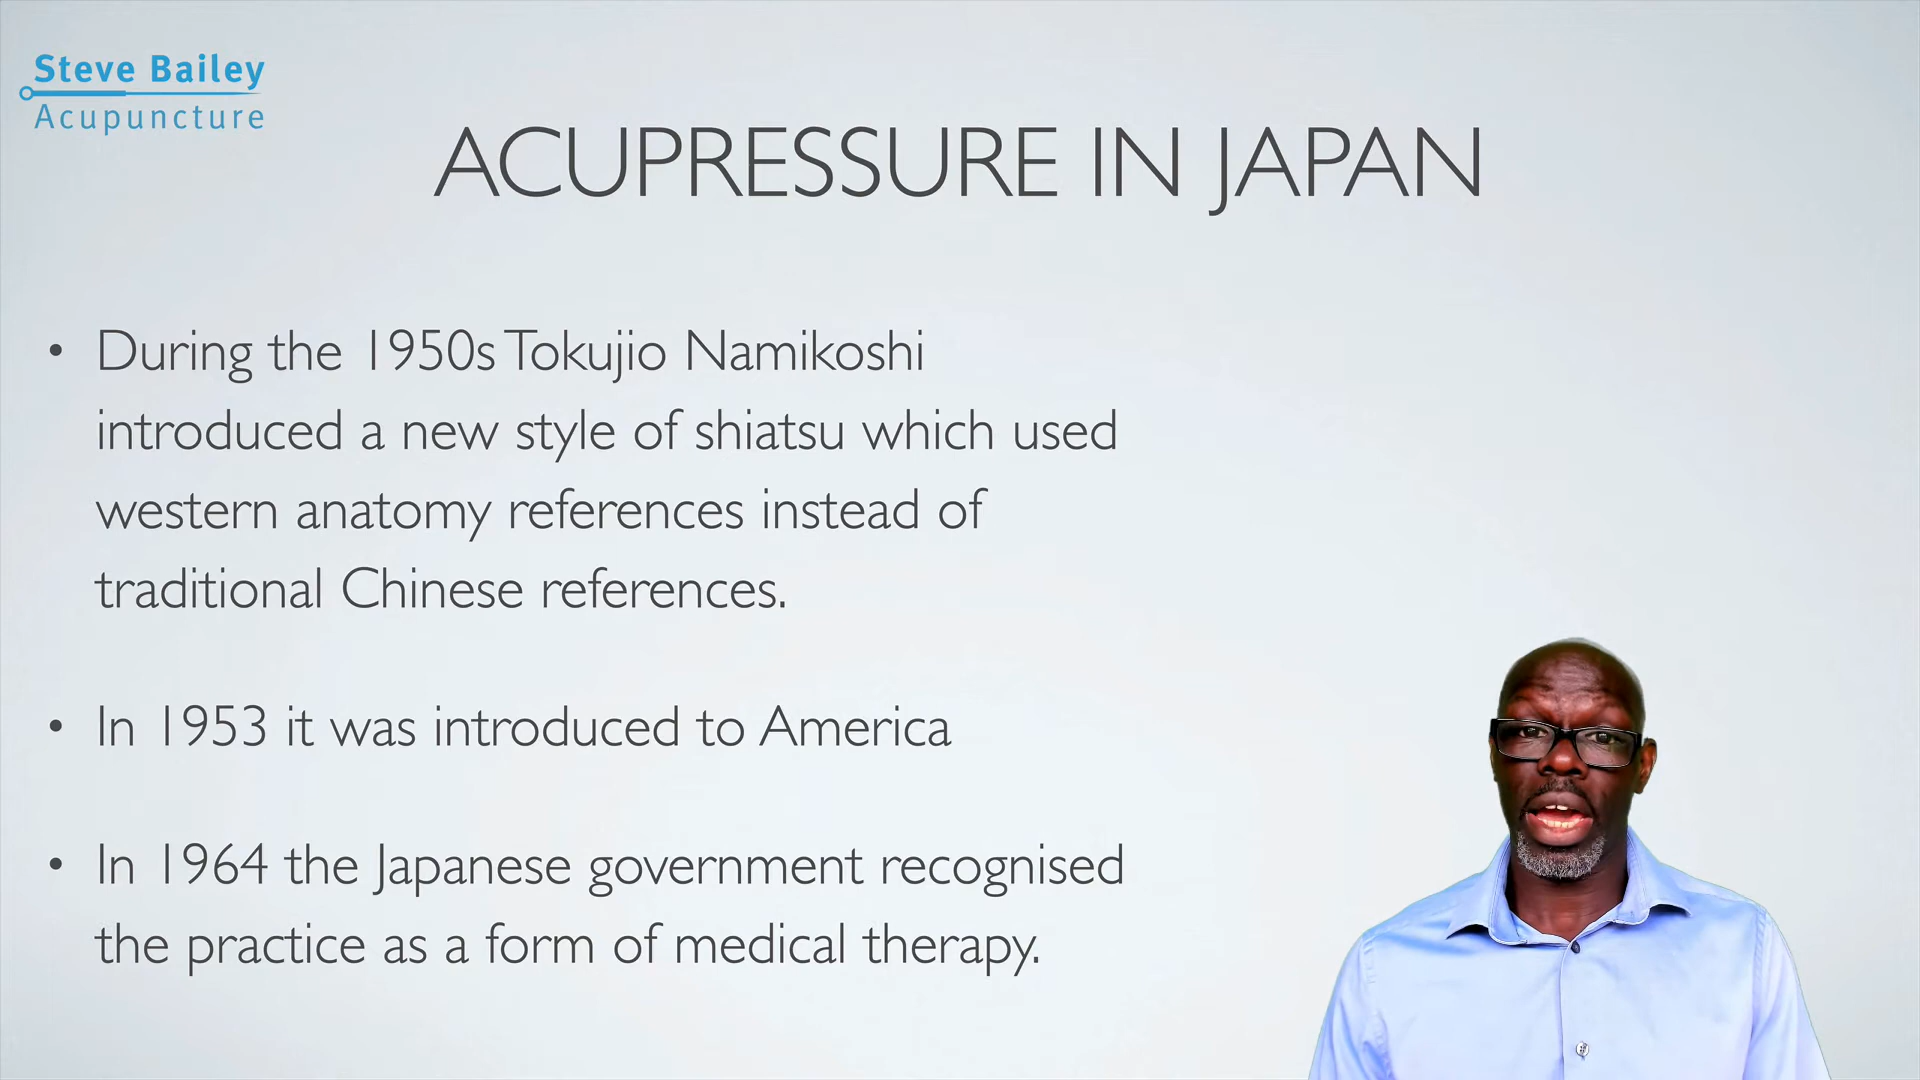 Steve Bailey
Acupuncture
ACUPRESSURE IN JAPAN
• During the 1950s Tokujio Namikoshi
introduced a new style of shiatsu which used
western anatomy references instead of
traditional Chinese references.
• In 1953 it was introduced to America
• In 1964 the Japanese government recognised
the practice as a form of medical therapy.